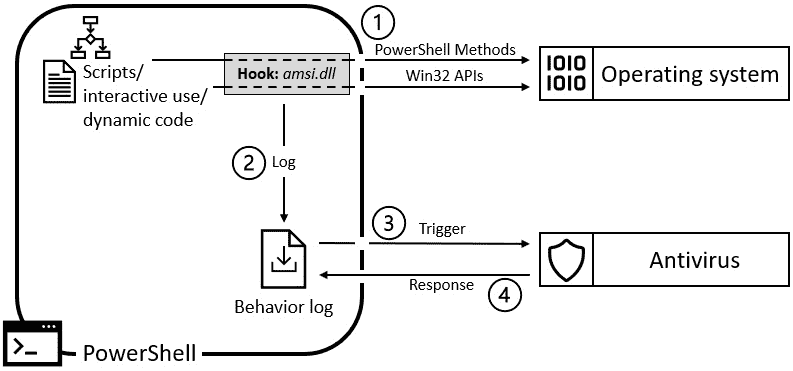 1
PowerShell Methods
Scripts/
interactive use/
dynamic code
Hook: amsi.dll
Win32 APIs
1010
1010
Operating system
2
Log
3
Trigger
Antivirus
Response
4
Behavior log
>_
PowerShell